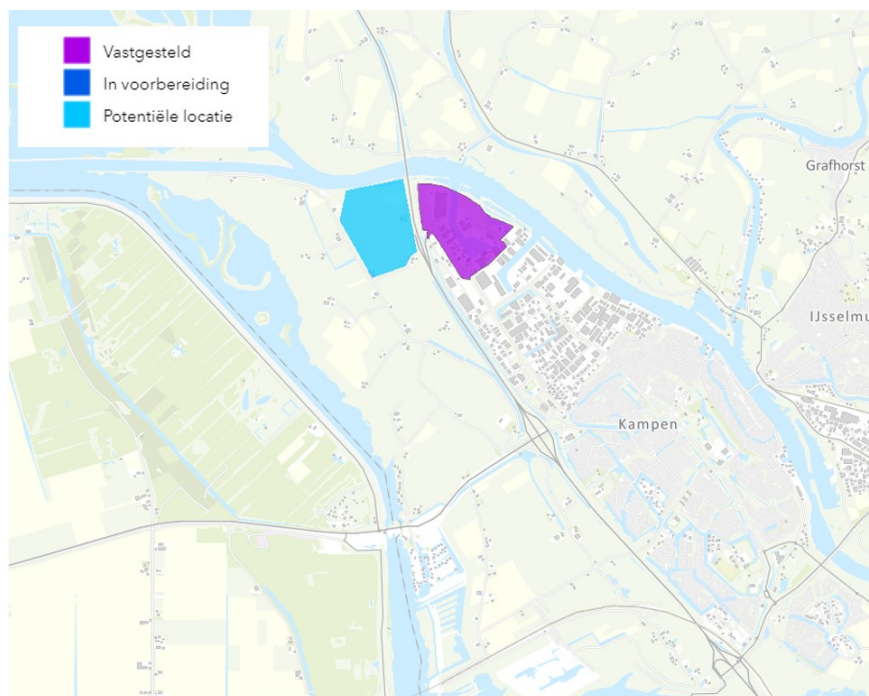 Vastgesteld
In voorbereiding
Potentiële locatie
Grafhorst
IJsselmu
Kampen